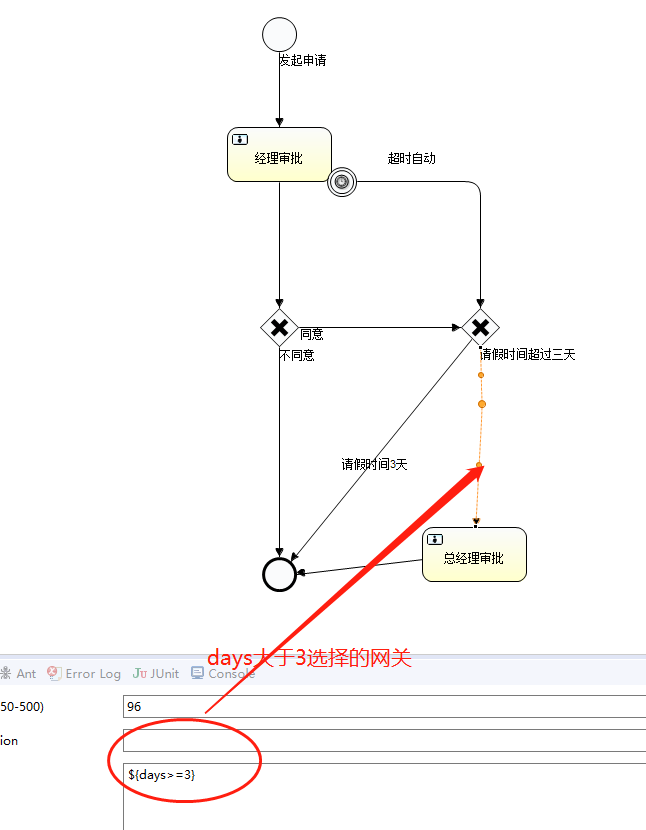 发起申请
经理审批
超时自动
同意
不同意
请假时间超过三天
请假时间3天
总经理审批
days大于3选择的网关
Ant Error Log Ju JUnit Console
50-500) 96
ion
${days>=3}